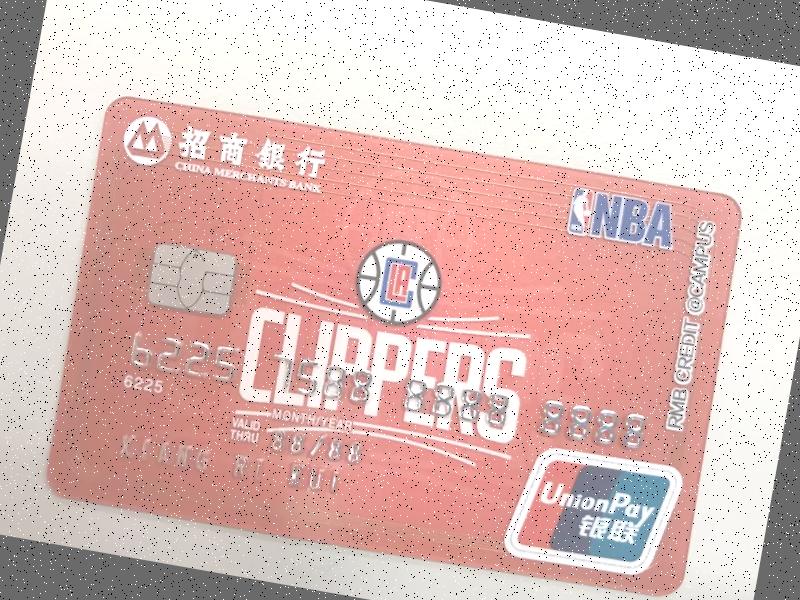 招商银行
CHINA MERCHANTS BANK
NBA
RMB CREDIT @CAMPUS
CLIPPERS
6225 1588 8888 8888
6225
MONTH/YEAR
VALID THRU 88/88
XIANG RI KUI
UnionPay
银联